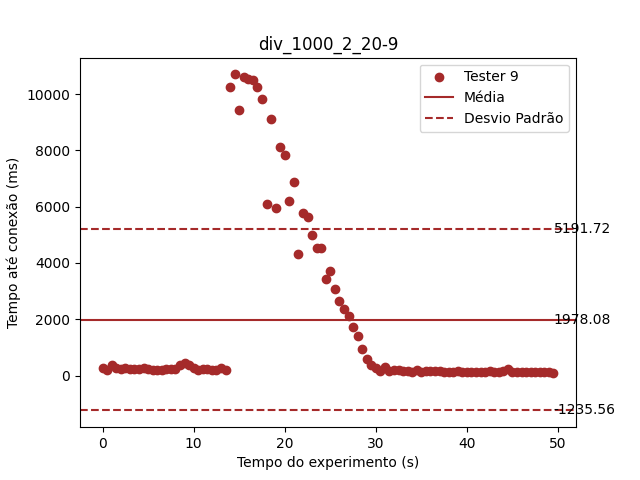 div_1000_2_20-9
Tester 9
Média
Desvio Padrão
Tempo até conexão (ms)
10000
8000
6000
4000
2000
0
5191.72
1978.08
-1235.56
0 10 20 30 40 50
Tempo do experimento (s)